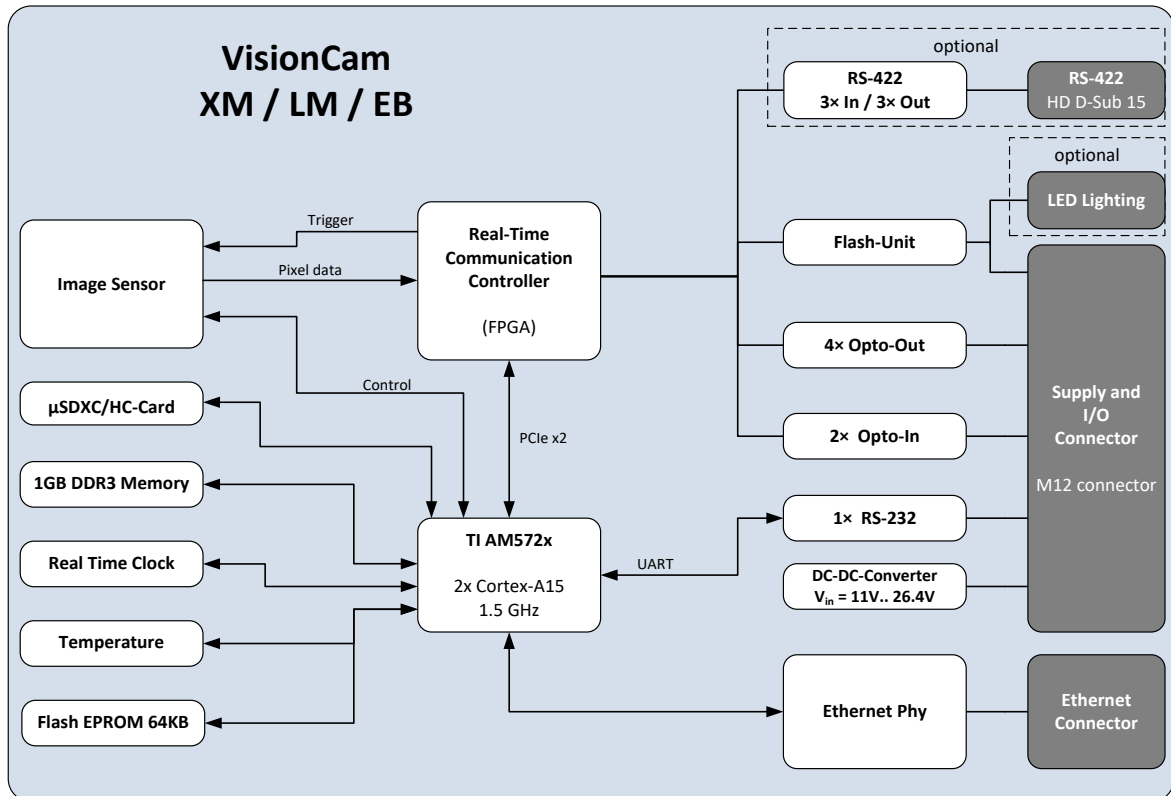 VisionCam
XM / LM / EB
optional
RS-422
3× In / 3× Out
RS-422
HD D-Sub 15
optional
LED Lighting
Trigger
Real-Time
Communication
Controller
(FPGA)
Flash-Unit
Image Sensor
Pixel data
4× Opto-Out
Control
µSDXC/HC-Card
PCIe x2
2× Opto-In
Supply and
I/O
Connector
M12 connector
1GB DDR3 Memory
1× RS-232
TI AM572x
2x Cortex-A15
1.5 GHz
UART
Real Time Clock
DC-DC-Converter
Vin = 11V.. 26.4V
Temperature
Flash EPROM 64KB
Ethernet Phy
Ethernet
Connector